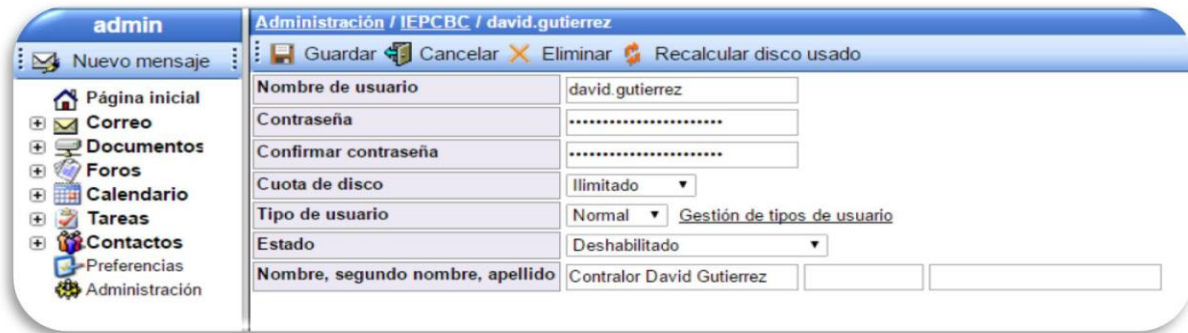 admin
Nuevo mensaje
Página inicial
Correo
Documentos
Foros
Calendario
Tareas
Contactos
Preferencias
Administración
Administración / IEPCBC / david.gutierrez
Guardar Cancelar Eliminar Recalcular disco usado
Nombre de usuario david.gutierrez
Contraseña ••••••••••••••••••••••••
Confirmar contraseña ••••••••••••••••••••••••
Cuota de disco Ilimitado
Tipo de usuario Normal Gestión de tipos de usuario
Estado Deshabilitado
Nombre, segundo nombre, apellido Contralor David Gutierrez